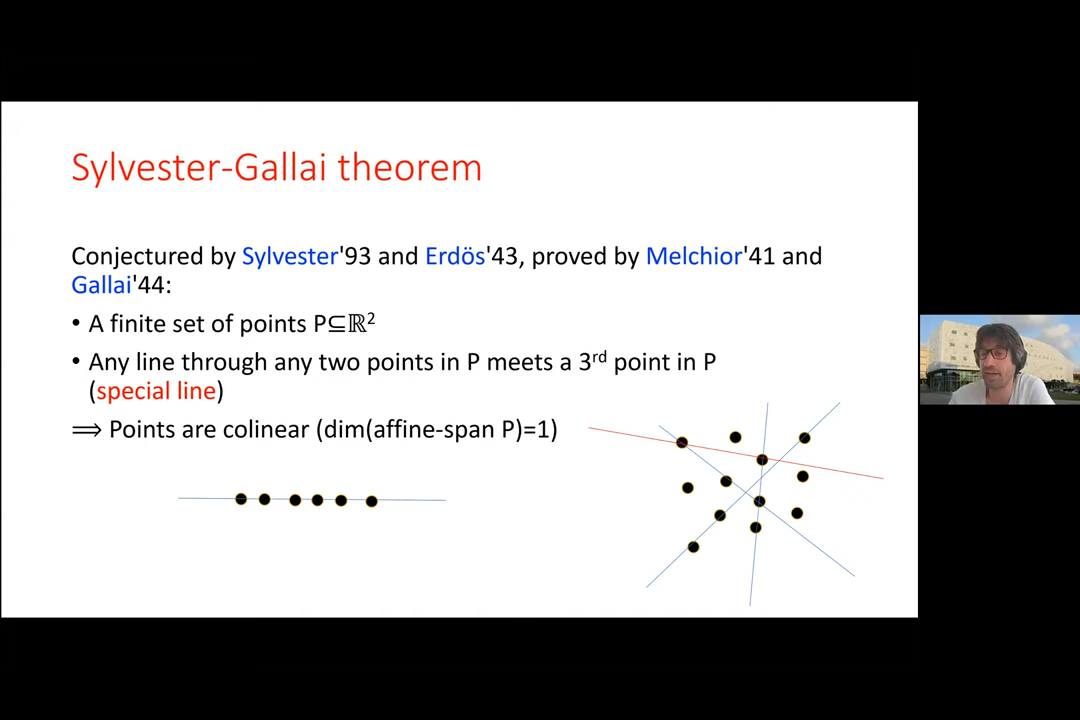 Sylvester-Gallai theorem
Conjectured by Sylvester'93 and Erdös'43, proved by Melchior'41 and
Gallai'44:
• A finite set of points P⊆ℝ²
• Any line through any two points in P meets a 3rd point in P
(special line)
⟹ Points are colinear (dim(affine-span P)=1)